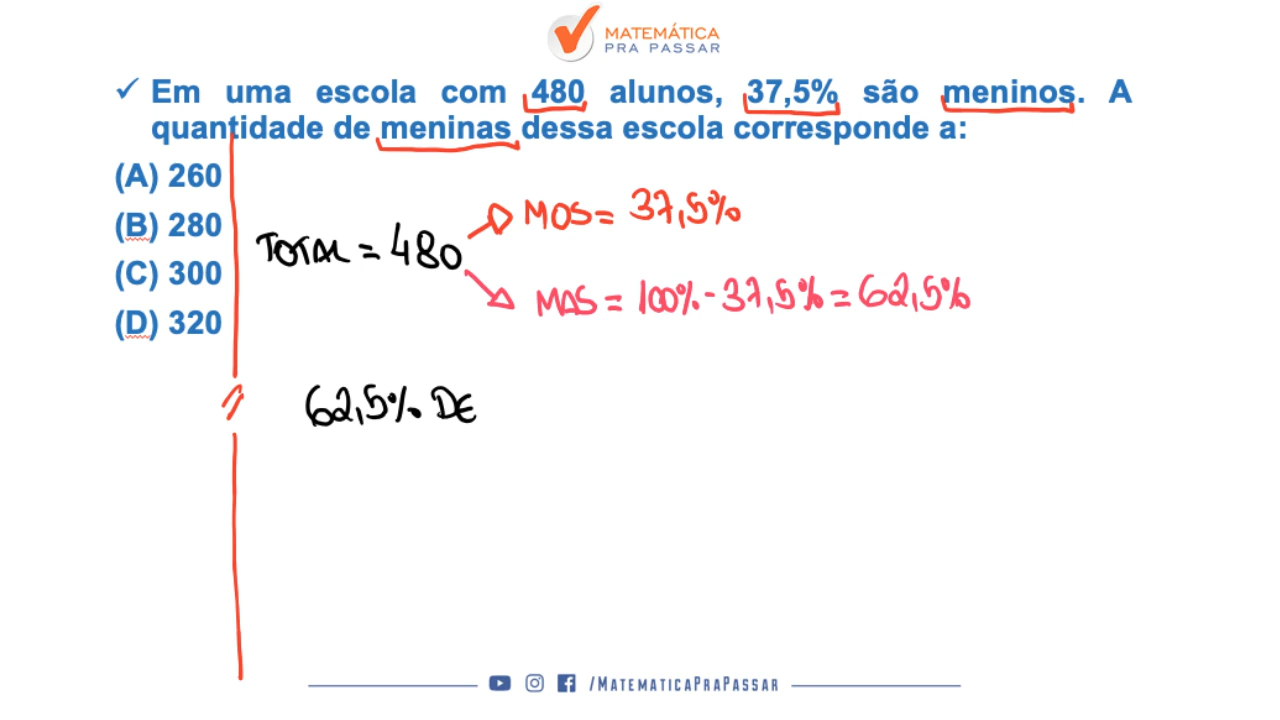 MATEMÁTICA
PRA PASSAR
✓ Em uma escola com 480 alunos, 37,5% são meninos. A
quantidade de meninas dessa escola corresponde a:
(A) 260
(B) 280
(C) 300
(D) 320
TOTAL = 480
MOS = 37,5%
MAS = 100% - 37,5% = 62,5%
62,5% DE
/MATEMATICAPRAPASSAR